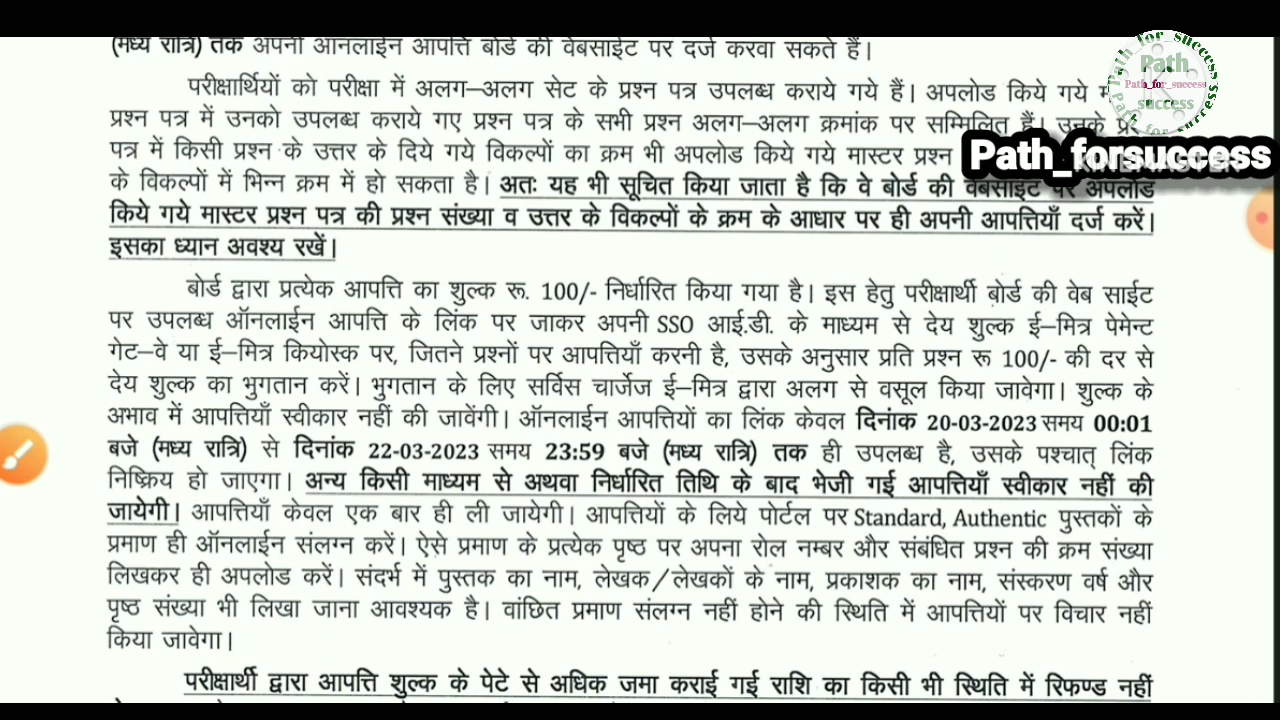 (मध्य रात्रि) तक अपनी ऑनलाईन आपत्ति बोर्ड की वेबसाईट पर दर्ज करवा सकते हैं।
परीक्षार्थियों को परीक्षा में अलग–अलग सेट के प्रश्न पत्र उपलब्ध कराये गये हैं। अपलोड किये गये
प्रश्न पत्र में उनको उपलब्ध कराये गए प्रश्न पत्र के सभी प्रश्न अलग–अलग क्रमांक पर सम्मिलित हैं। उनके
पत्र में किसी प्रश्न के उत्तर के दिये गये विकल्पों का क्रम भी अपलोड किये गये मास्टर प्रश्न
के विकल्पों में भिन्न क्रम में हो सकता है। अतः यह भी सूचित किया जाता है कि वे बोर्ड की वेबसाइट पर अपलोड
किये गये मास्टर प्रश्न पत्र की प्रश्न संख्या व उत्तर के विकल्पों के क्रम के आधार पर ही अपनी आपत्तियाँ दर्ज करें।
इसका ध्यान अवश्य रखें।
बोर्ड द्वारा प्रत्येक आपत्ति का शुल्क रू. 100/- निर्धारित किया गया है। इस हेतु परीक्षार्थी बोर्ड की वेब साईट
पर उपलब्ध ऑनलाईन आपत्ति के लिंक पर जाकर अपनी SSO आई.डी. के माध्यम से देय शुल्क ई–मित्र पेमेन्ट
गेट–वे या ई–मित्र कियोस्क पर, जितने प्रश्नों पर आपत्तियाँ करनी है, उसके अनुसार प्रति प्रश्न रू 100/- की दर से
देय शुल्क का भुगतान करें। भुगतान के लिए सर्विस चार्जेज ई–मित्र द्वारा अलग से वसूल किया जावेगा। शुल्क के
अभाव में आपत्तियाँ स्वीकार नहीं की जावेंगी। ऑनलाईन आपत्तियों का लिंक केवल दिनांक 20-03-2023 समय 00:01
बजे (मध्य रात्रि) से दिनांक 22-03-2023 समय 23:59 बजे (मध्य रात्रि) तक ही उपलब्ध है, उसके पश्चात् लिंक
निष्क्रिय हो जाएगा। अन्य किसी माध्यम से अथवा निर्धारित तिथि के बाद भेजी गई आपत्तियाँ स्वीकार नहीं की
जायेगी। आपत्तियाँ केवल एक बार ही ली जायेगी। आपत्तियों के लिये पोर्टल पर Standard, Authentic पुस्तकों के
प्रमाण ही ऑनलाईन संलग्न करें। ऐसे प्रमाण के प्रत्येक पृष्ठ पर अपना रोल नम्बर और संबंधित प्रश्न की क्रम संख्या
लिखकर ही अपलोड करें। संदर्भ में पुस्तक का नाम, लेखक/लेखकों के नाम, प्रकाशक का नाम, संस्करण वर्ष और
पृष्ठ संख्या भी लिखा जाना आवश्यक है। वांछित प्रमाण संलग्न नहीं होने की स्थिति में आपत्तियों पर विचार नहीं
किया जावेगा।
परीक्षार्थी द्वारा आपत्ति शुल्क के पेटे से अधिक जमा कराई गई राशि का किसी भी स्थिति में रिफण्ड नहीं
Path_for_success
Path
Path_for_success
success
Path_forsuccess
KINEMASTER